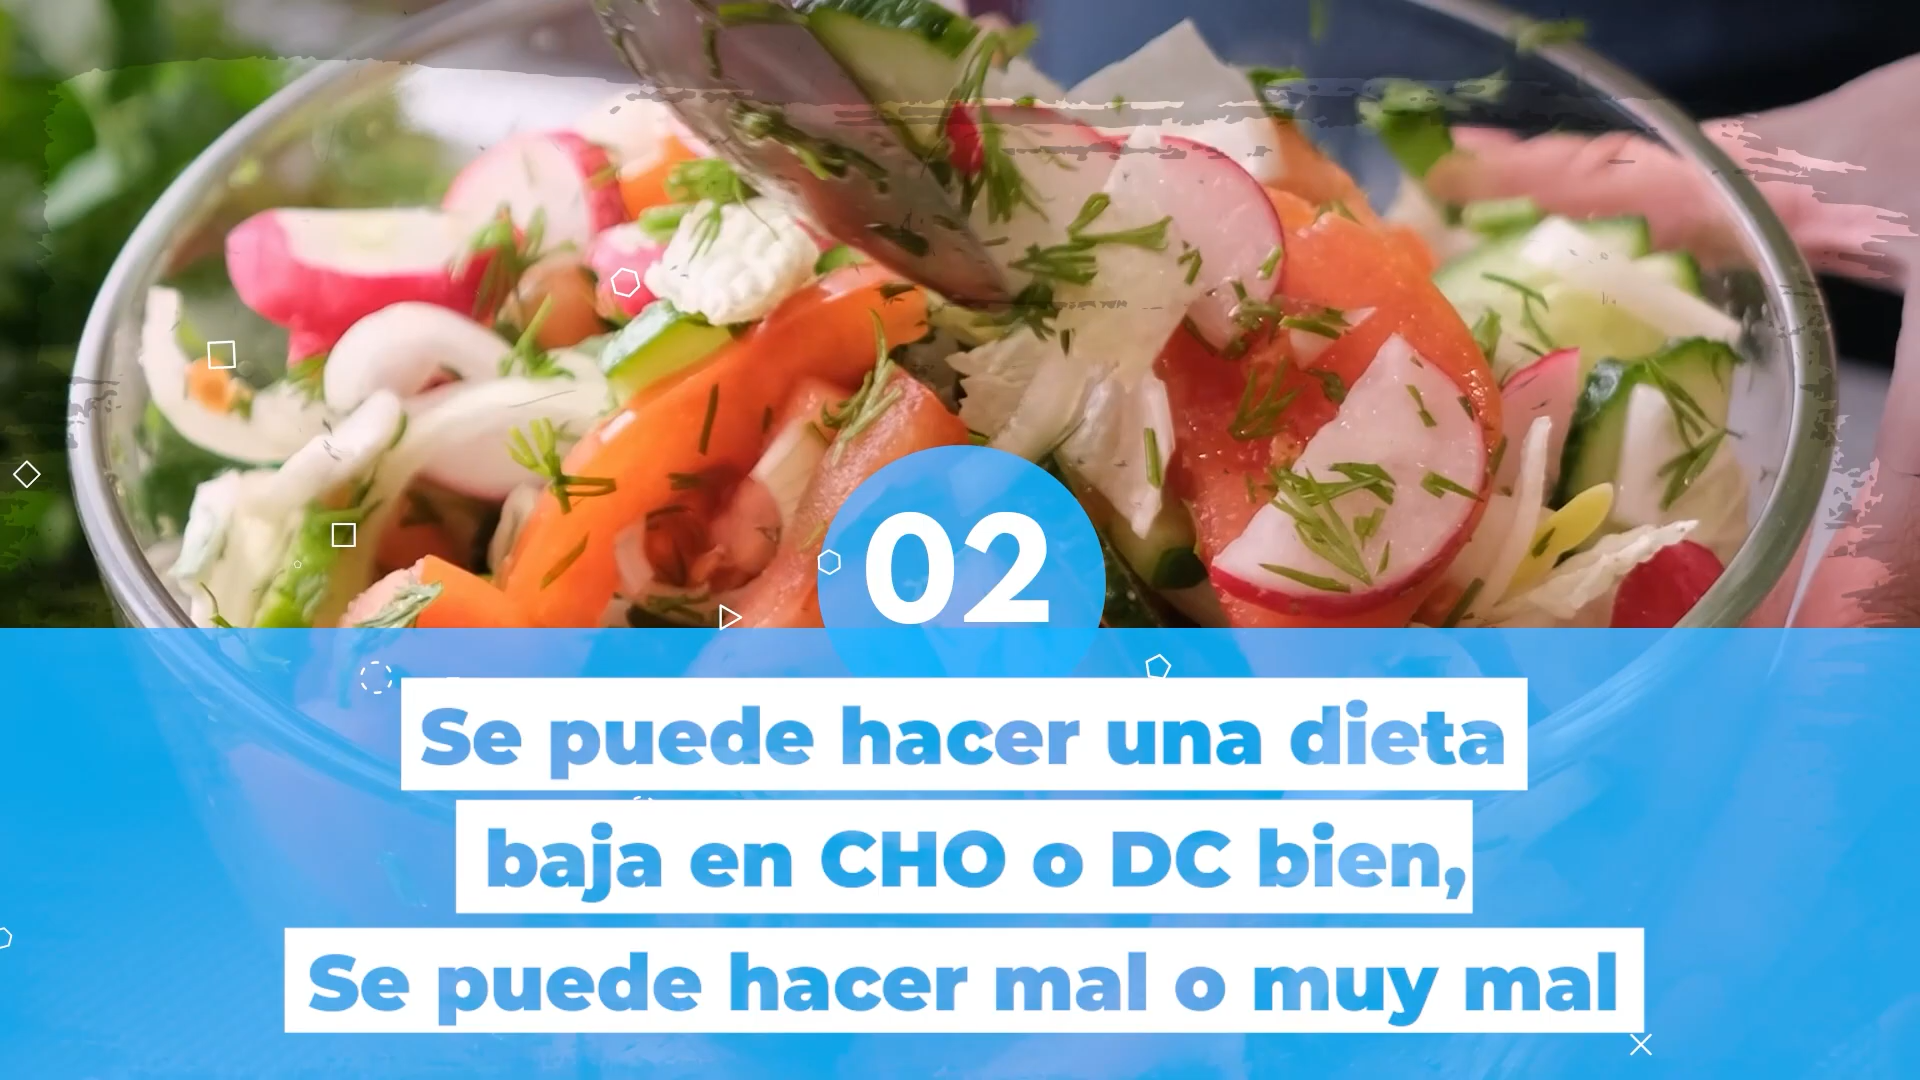 02
Se puede hacer una dieta
baja en CHO o DC bien,
Se puede hacer mal o muy mal